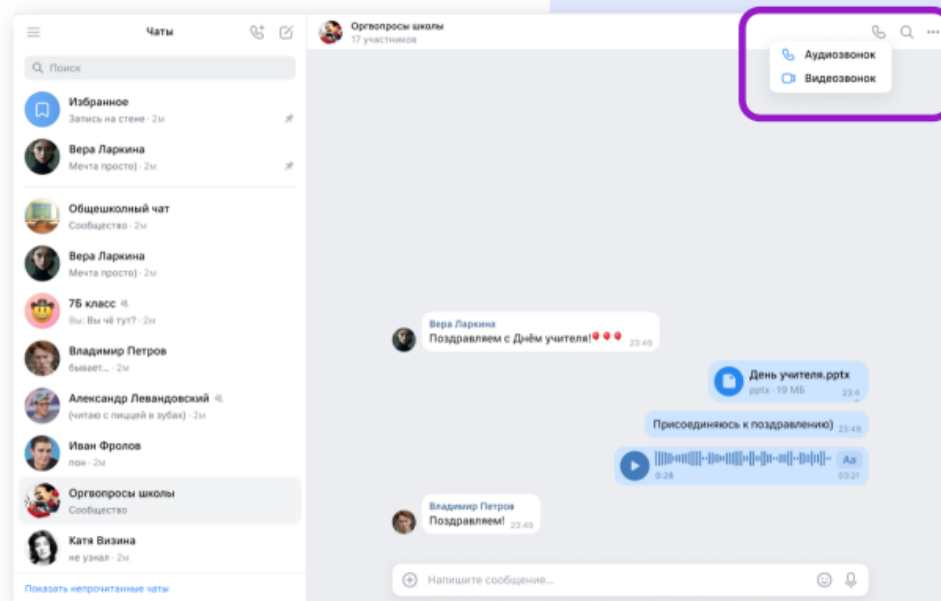 Чаты
Поиск
Избранное
Запись на стене · 2м
Вера Ларкина
Мечта просто) · 2м
Общешкольный чат
Сообщество · 2м
Вера Ларкина
Мечта просто) · 2м
7Б класс
Вы: Вы чё тут? · 2м
Владимир Петров
бывает... · 2м
Александр Левандовский
(читаю с пиццей в зубах) · 2м
Иван Фролов
пон · 2м
Оргвопросы школы
Сообщество
Катя Визина
не узнал · 2м
Показать непрочитанные чаты
Оргвопросы школы
17 участников
Аудиозвонок
Видеозвонок
Вера Ларкина
Поздравляем с Днём учителя! 23:49
День учителя.pptx
pptx · 19 МБ 23:4
Присоединяюсь к поздравлению) 23:49
Аа
0:28 03:21
Владимир Петров
Поздравляем! 23:49
Напишите сообщение...